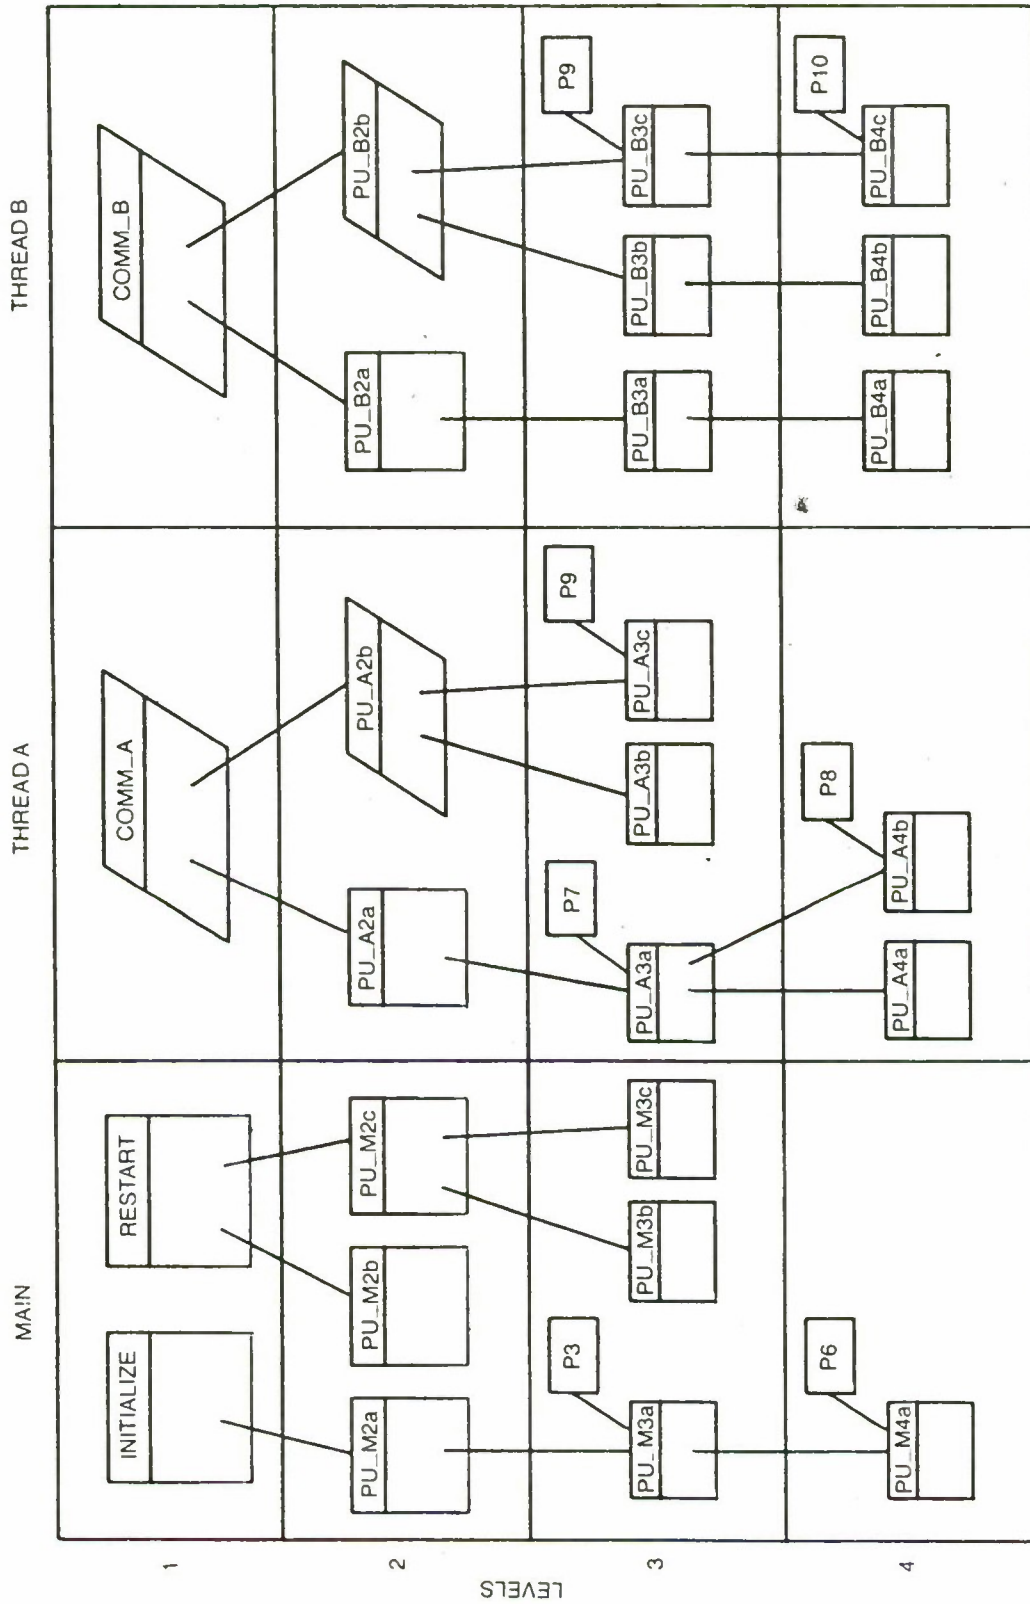 MAIN
THREAD A
THREAD B
LEVELS
1
INITIALIZE
RESTART
COMM_A
COMM_B
2
PU_M2a
PU_M2b
PU_M2c
PU_A2a
PU_A2b
PU_B2a
PU_B2b
3
P3
P7
P9
P9
PU_M3a
PU_M3b
PU_M3c
PU_A3a
PU_A3b
PU_A3c
PU_B3a
PU_B3b
PU_B3c
4
P6
P8
P10
PU_M4a
PU_A4a
PU_A4b
PU_B4a
PU_B4b
PU_B4c